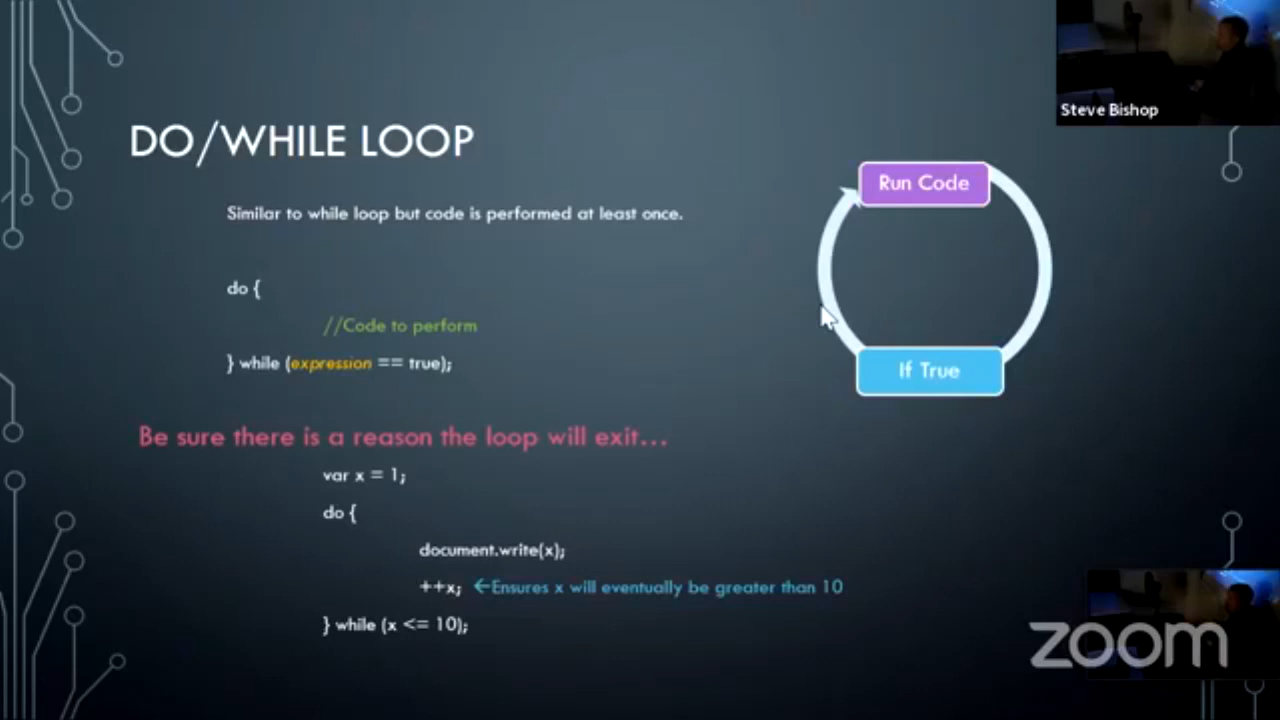 Steve Bishop
DO/WHILE LOOP
Run Code
Similar to while loop but code is performed at least once.
do {
//Code to perform
} while (expression == true);
If True
Be sure there is a reason the loop will exit...
var x = 1;
do {
document.write(x);
++x; ←Ensures x will eventually be greater than 10
} while (x <= 10);
zoom